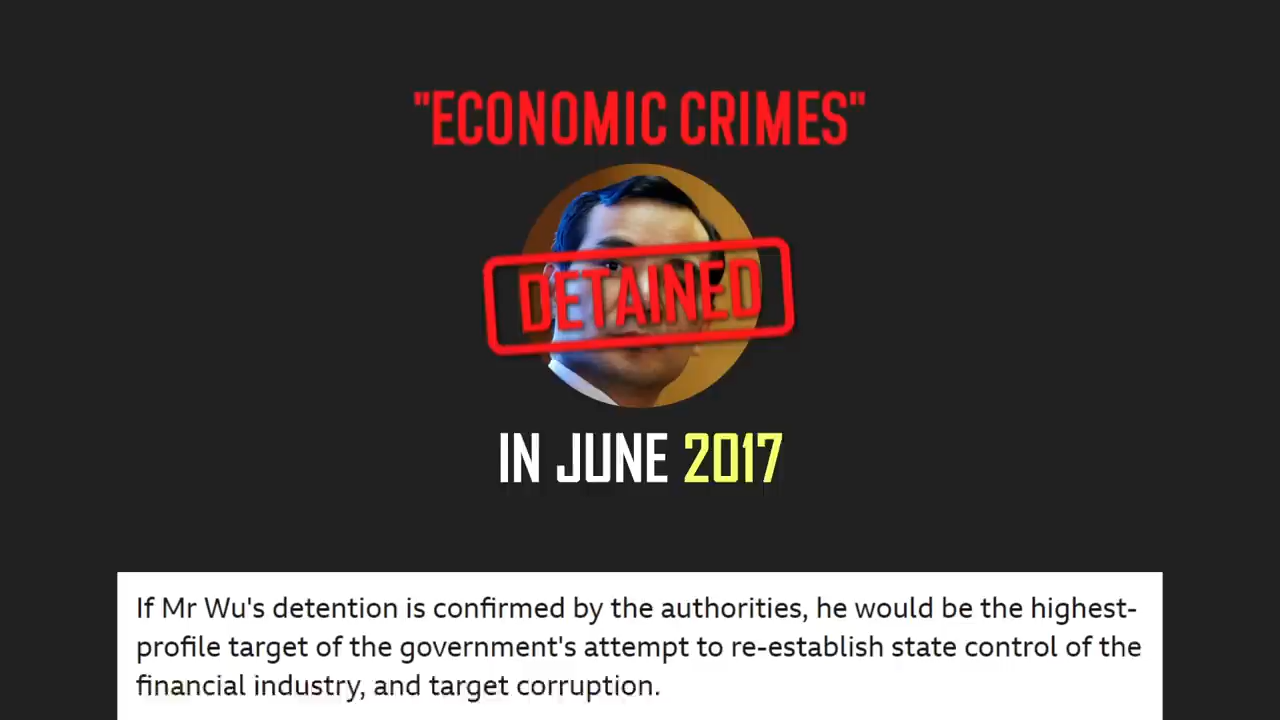 "ECONOMIC CRIMES"
DETAINED
IN JUNE 2017
If Mr Wu's detention is confirmed by the authorities, he would be the highest-
profile target of the government's attempt to re-establish state control of the
financial industry, and target corruption.